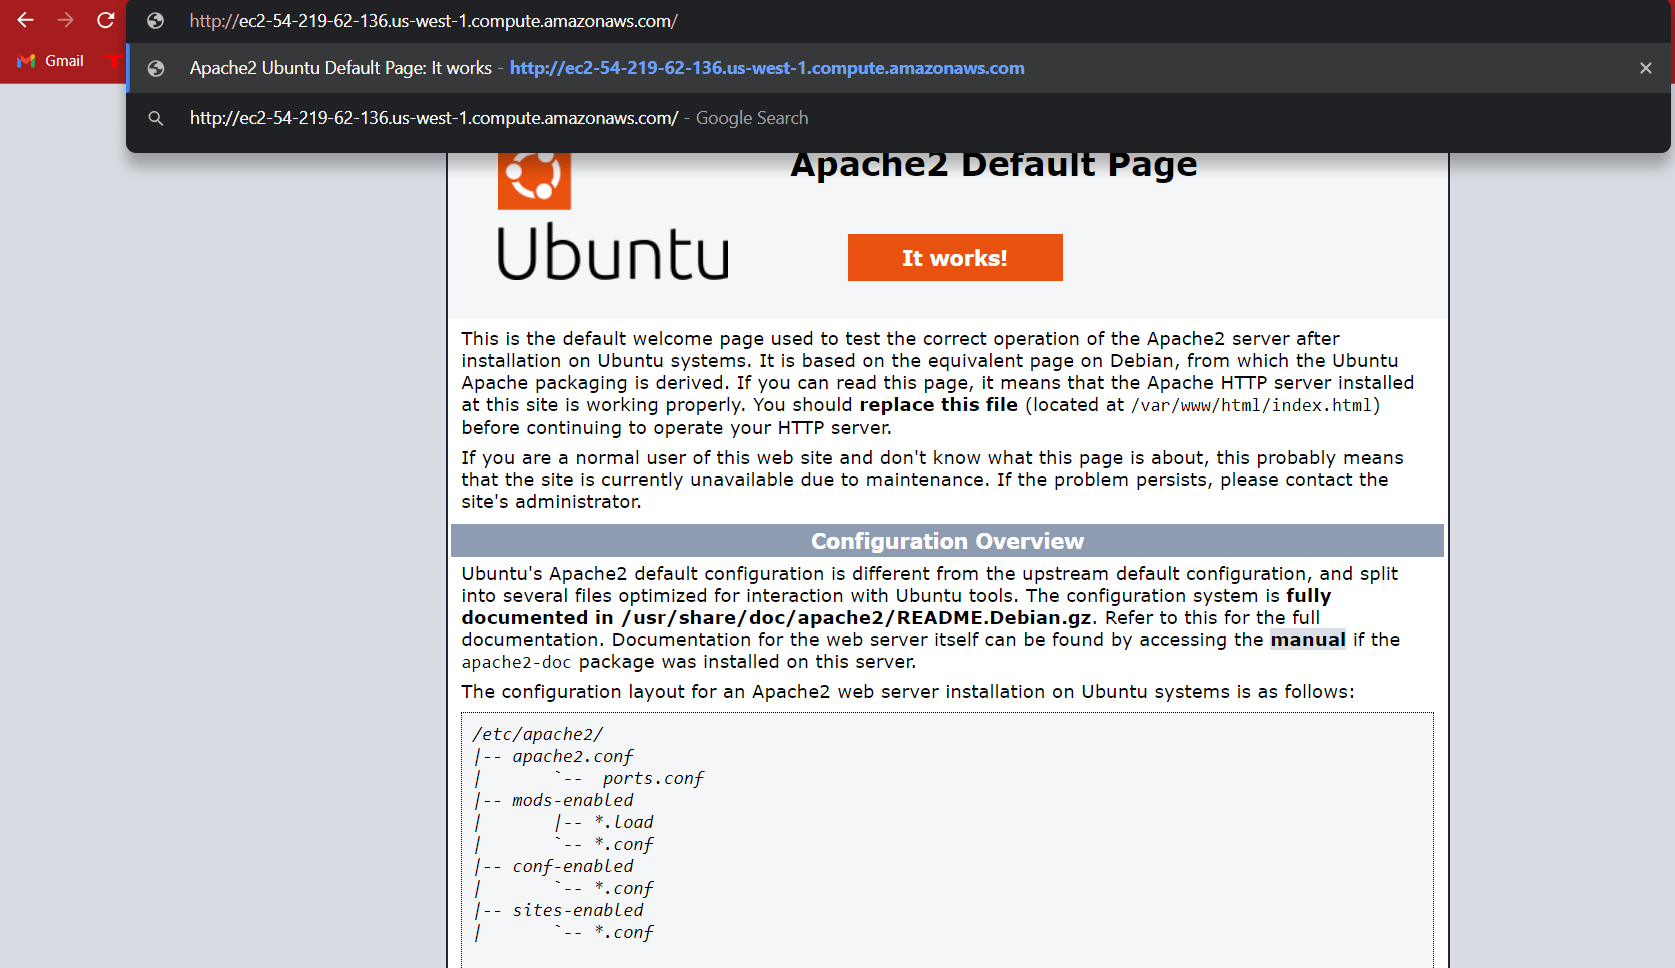 http://ec2-54-219-62-136.us-west-1.compute.amazonaws.com/
Gmail
Apache2 Ubuntu Default Page: It works - http://ec2-54-219-62-136.us-west-1.compute.amazonaws.com
http://ec2-54-219-62-136.us-west-1.compute.amazonaws.com/ - Google Search
Apache2 Default Page
Ubuntu
It works!
This is the default welcome page used to test the correct operation of the Apache2 server after
installation on Ubuntu systems. It is based on the equivalent page on Debian, from which the Ubuntu
Apache packaging is derived. If you can read this page, it means that the Apache HTTP server installed
at this site is working properly. You should replace this file (located at /var/www/html/index.html)
before continuing to operate your HTTP server.
If you are a normal user of this web site and don't know what this page is about, this probably means
that the site is currently unavailable due to maintenance. If the problem persists, please contact the
site's administrator.
Configuration Overview
Ubuntu's Apache2 default configuration is different from the upstream default configuration, and split
into several files optimized for interaction with Ubuntu tools. The configuration system is fully
documented in /usr/share/doc/apache2/README.Debian.gz. Refer to this for the full
documentation. Documentation for the web server itself can be found by accessing the manual if the
apache2-doc package was installed on this server.
The configuration layout for an Apache2 web server installation on Ubuntu systems is as follows:
/etc/apache2/
|-- apache2.conf
|       `--  ports.conf
|-- mods-enabled
|       |-- *.load
|       `-- *.conf
|-- conf-enabled
|       `-- *.conf
|-- sites-enabled
|       `-- *.conf